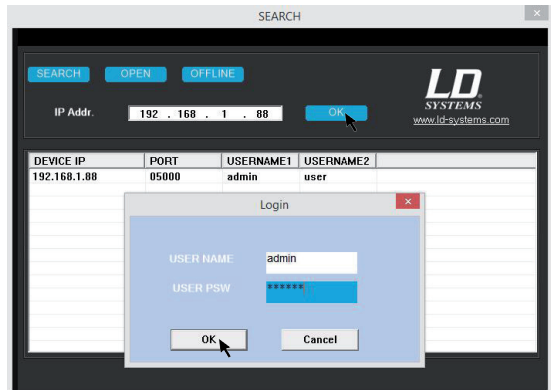 SEARCH
SEARCH OPEN OFFLINE
LD
SYSTEMS
www.ld-systems.com
IP Addr. 192 . 168 . 1 . 88 OK
DEVICE IP PORT USERNAME1 USERNAME2
192.168.1.88 05000 admin user
Login
USER NAME admin
USER PSW ******
OK Cancel